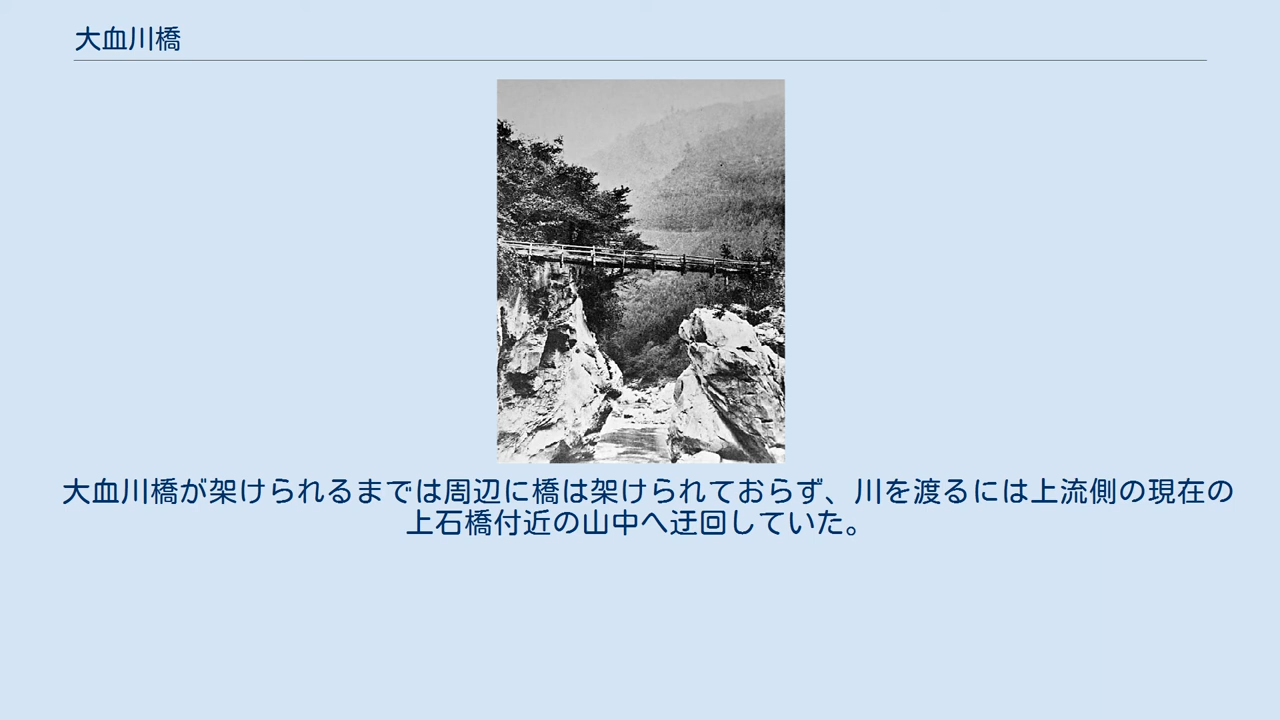 大血川橋
大血川橋が架けられるまでは周辺に橋は架けられておらず、川を渡るには上流側の現在の
上石橋付近の山中へ迂回していた。